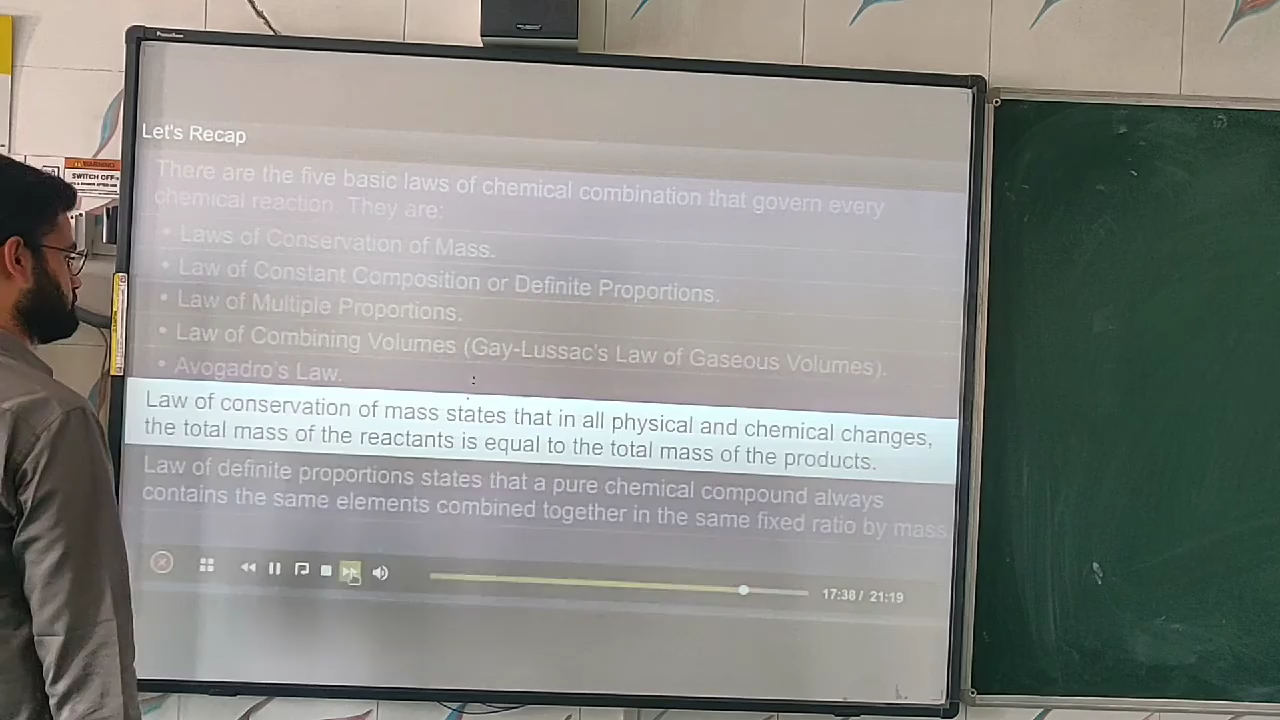 Let's Recap
There are the five basic laws of chemical combination that govern every
chemical reaction. They are:
• Laws of Conservation of Mass.
• Law of Constant Composition or Definite Proportions.
• Law of Multiple Proportions.
• Law of Combining Volumes (Gay-Lussac's Law of Gaseous Volumes).
• Avogadro's Law.
Law of conservation of mass states that in all physical and chemical changes,
the total mass of the reactants is equal to the total mass of the products.
Law of definite proportions states that a pure chemical compound always
contains the same elements combined together in the same fixed ratio by mass
17:38 / 21:19
WARNING
SWITCH OFF